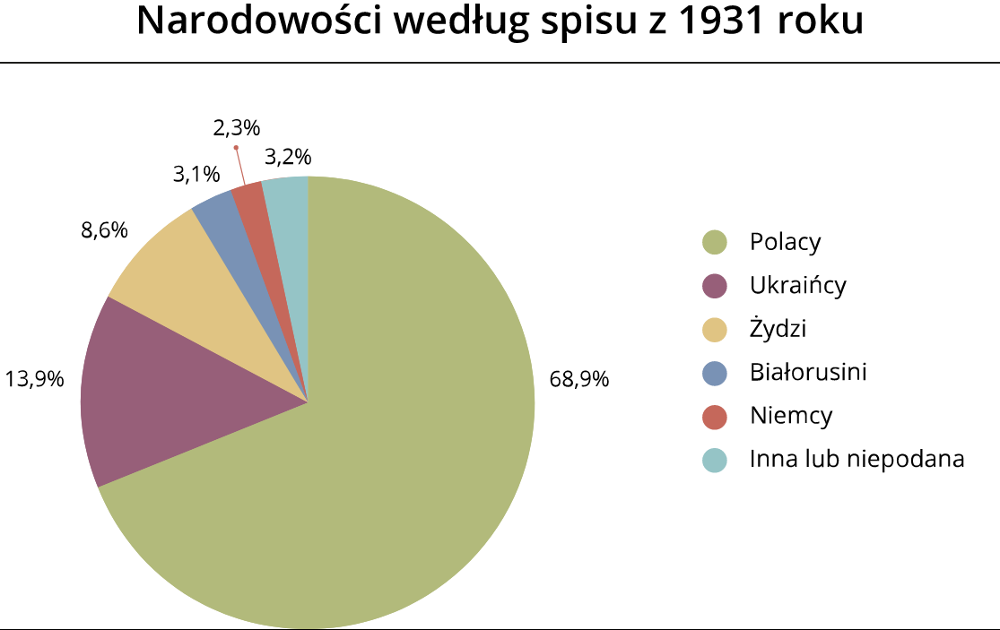 Narodowości według spisu z 1931 roku
2,3%
3,2%
3,1%
8,6%
13,9%
68,9%
Polacy
Ukraińcy
Żydzi
Białorusini
Niemcy
Inna lub niepodana